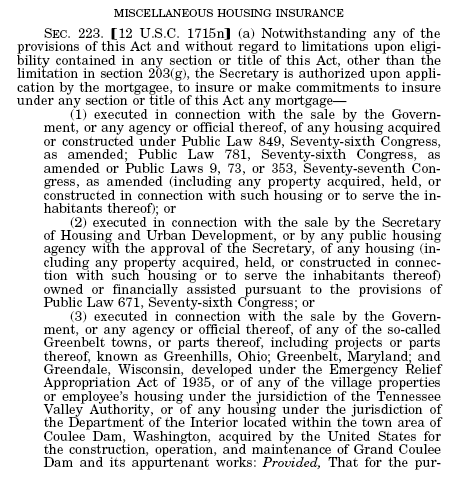 MISCELLANEOUS HOUSING INSURANCE
SEC. 223. 【12 U.S.C. 1715n】 (a) Notwithstanding any of the
provisions of this Act and without regard to limitations upon eligi-
bility contained in any section or title of this Act, other than the
limitation in section 203(g), the Secretary is authorized upon appli-
cation by the mortgagee, to insure or make commitments to insure
under any section or title of this Act any mortgage—
(1) executed in connection with the sale by the Govern-
ment, or any agency or official thereof, of any housing acquired
or constructed under Public Law 849, Seventy-sixth Congress,
as amended; Public Law 781, Seventy-sixth Congress, as
amended or Public Laws 9, 73, or 353, Seventy-seventh Con-
gress, as amended (including any property acquired, held, or
constructed in connection with such housing or to serve the in-
habitants thereof); or
(2) executed in connection with the sale by the Secretary
of Housing and Urban Development, or by any public housing
agency with the approval of the Secretary, of any housing (in-
cluding any property acquired, held, or constructed in connec-
tion with such housing or to serve the inhabitants thereof)
owned or financially assisted pursuant to the provisions of
Public Law 671, Seventy-sixth Congress; or
(3) executed in connection with the sale by the Govern-
ment, or any agency or official thereof, of any of the so-called
Greenbelt towns, or parts thereof, including projects or parts
thereof, known as Greenhills, Ohio; Greenbelt, Maryland; and
Greendale, Wisconsin, developed under the Emergency Relief
Appropriation Act of 1935, or of any of the village properties
or employee's housing under the jursidiction of the Tennessee
Valley Authority, or of any housing under the jurisdiction of
the Department of the Interior located within the town area of
Coulee Dam, Washington, acquired by the United States for
the construction, operation, and maintenance of Grand Coulee
Dam and its appurtenant works: Provided, That for the pur-